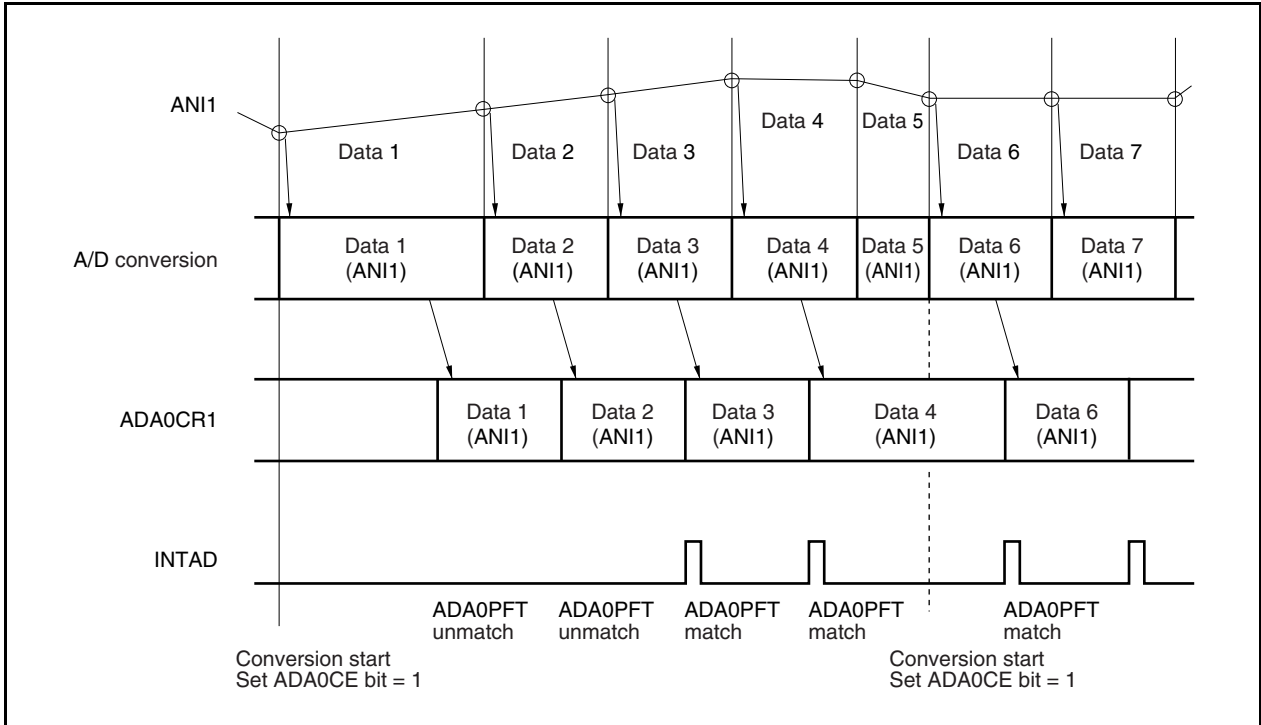 ANI1
Data 1
Data 2
Data 3
Data 4
Data 5
Data 6
Data 7
A/D conversion
Data 1
(ANI1)
Data 2
(ANI1)
Data 3
(ANI1)
Data 4
(ANI1)
Data 5
(ANI1)
Data 6
(ANI1)
Data 7
(ANI1)
ADA0CR1
Data 1
(ANI1)
Data 2
(ANI1)
Data 3
(ANI1)
Data 4
(ANI1)
Data 6
(ANI1)
INTAD
ADA0PFT
unmatch
ADA0PFT
unmatch
ADA0PFT
match
ADA0PFT
match
ADA0PFT
match
Conversion start
Set ADA0CE bit = 1
Conversion start
Set ADA0CE bit = 1